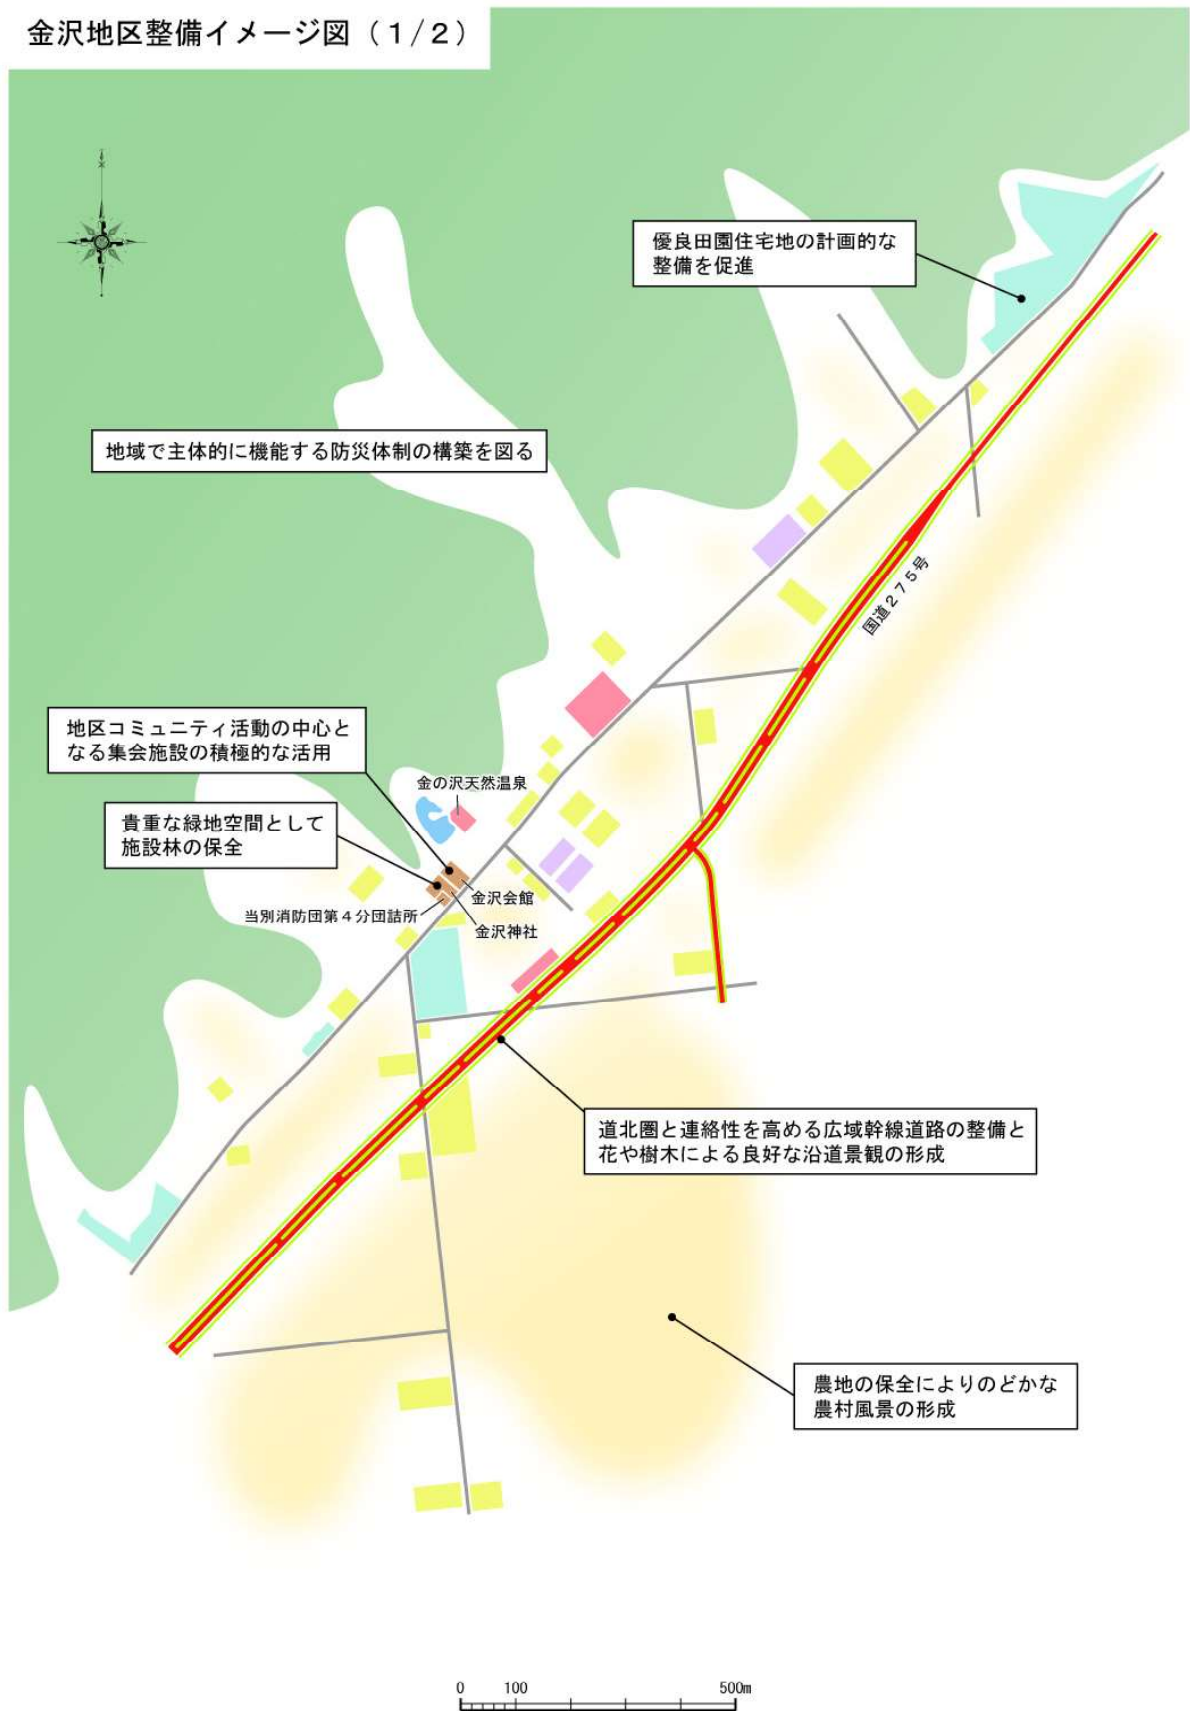 金沢地区整備イメージ図（１/２）
優良田園住宅地の計画的な
整備を促進
地域で主体的に機能する防災体制の構築を図る
国道２７５号
地区コミュニティ活動の中心と
なる集会施設の積極的な活用
金の沢天然温泉
貴重な緑地空間として
施設林の保全
金沢会館
当別消防団第４分団詰所
金沢神社
道北圏と連絡性を高める広域幹線道路の整備と
花や樹木による良好な沿道景観の形成
農地の保全によりのどかな
農村風景の形成
0 100 500m